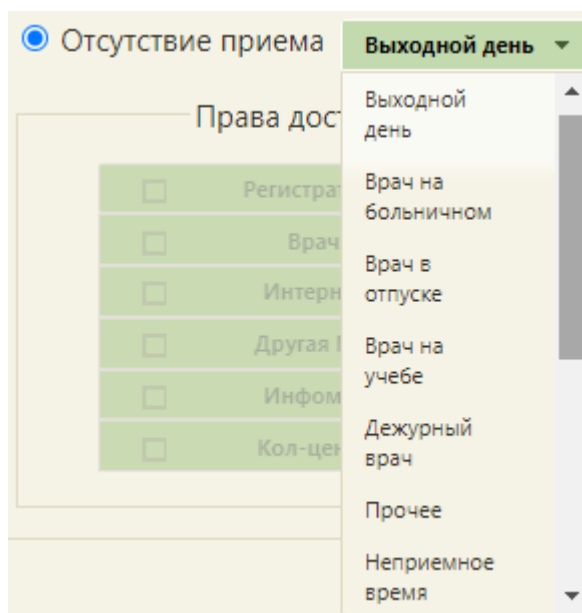 Отсутствие приема
Выходной день
Права дос
Регистрат
Врач
Интерн
Другая
Инфом
Кол-цен
Выходной
день
Врач на
больничном
Врач в
отпуске
Врач на
учебе
Дежурный
врач
Прочее
Неприемное
время